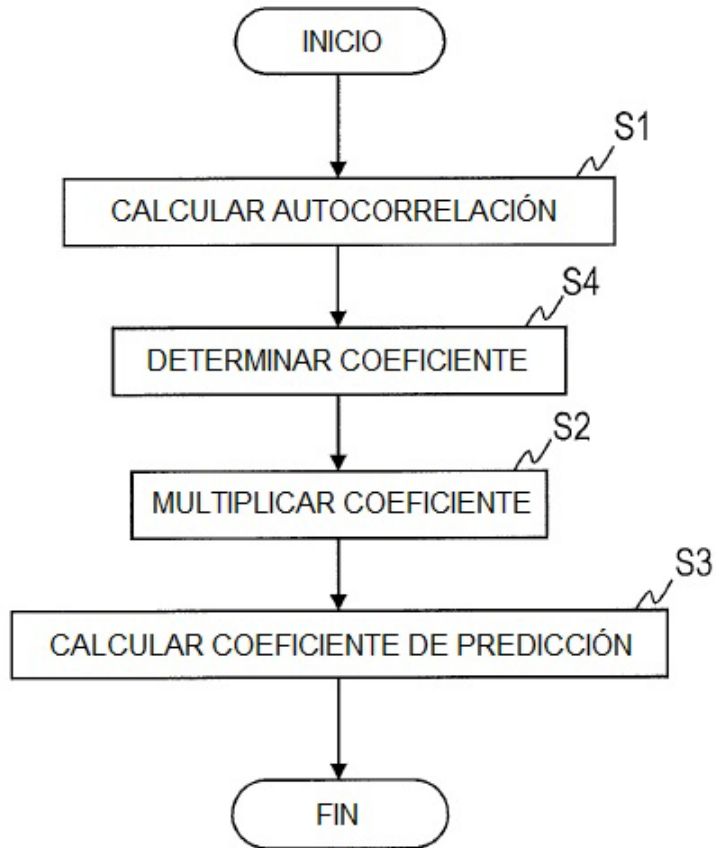 INICIO
S1
CALCULAR AUTOCORRELACIÓN
S4
DETERMINAR COEFICIENTE
S2
MULTIPLICAR COEFICIENTE
S3
CALCULAR COEFICIENTE DE PREDICCIÓN
FIN